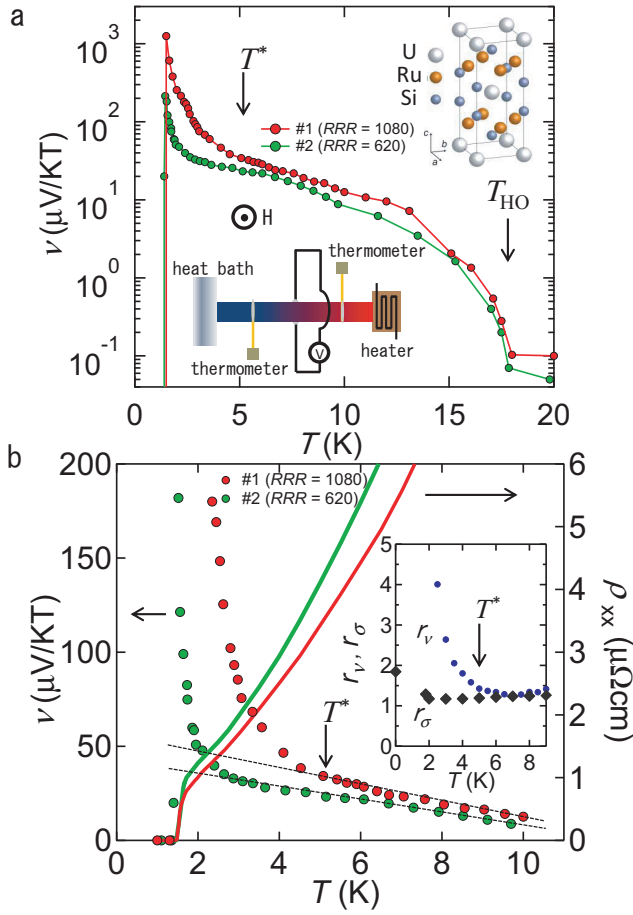 a
10³
10²
10¹
10⁰
10⁻¹
ν (μV/KT)
T*
#1 (RRR = 1080)
#2 (RRR = 620)
U
Ru
Si
c
b
a
T_HO
H
heat bath
thermometer
thermometer
V
heater
0
5
10
15
20
T (K)
b
200
150
100
50
0
ν (μV/KT)
#1 (RRR = 1080)
#2 (RRR = 620)
T*
0
2
4
6
8
10
T (K)
6
5
4
3
2
1
0
ρ_xx (μΩcm)
5
4
3
2
1
0
r_ν, r_σ
r_ν
T*
r_σ
0
2
4
6
8
T (K)